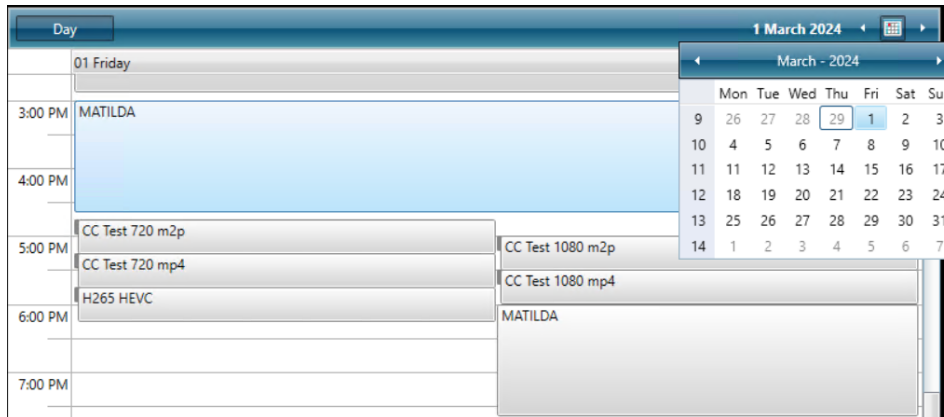 Day
1 March 2024
01 Friday
March - 2024
Mon Tue Wed Thu Fri Sat Su
9 26 27 28 29 1 2 3
10 4 5 6 7 8 9 10
11 11 12 13 14 15 16 17
12 18 19 20 21 22 23 24
13 25 26 27 28 29 30 31
14 1 2 3 4 5 6 7
3:00 PM MATILDA
4:00 PM
CC Test 720 m2p
5:00 PM
CC Test 1080 m2p
CC Test 720 mp4
CC Test 1080 mp4
H265 HEVC
6:00 PM
MATILDA
7:00 PM